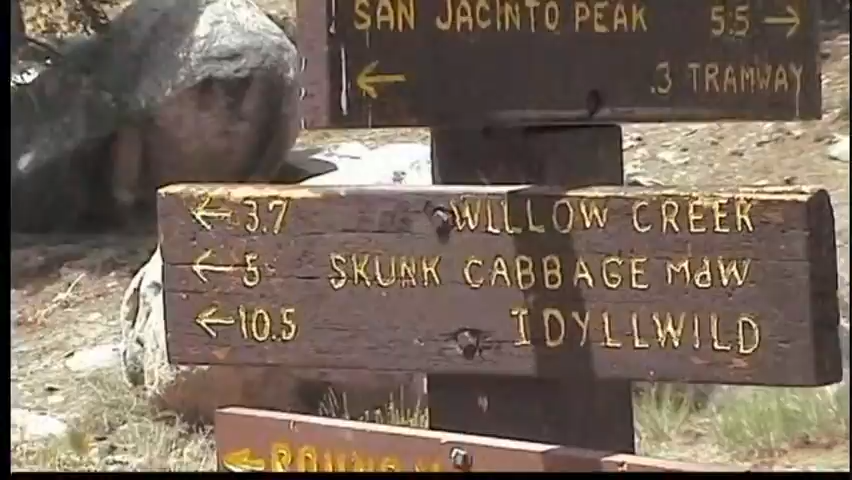 SAN JACINTO PEAK 5.5 →
← .3 TRAMWAY
← 3.7 WILLOW CREEK
← 5 SKUNK CABBAGE MdW
← 10.5 IDYLLWILD
←